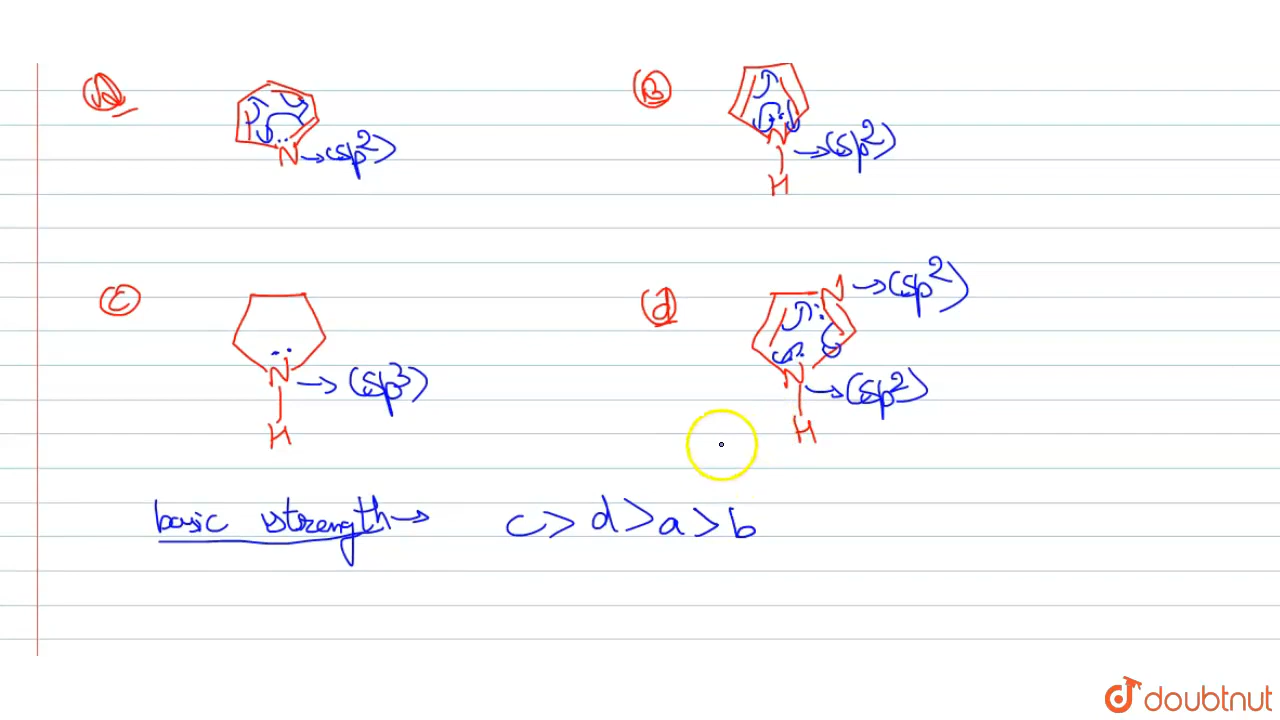 (A)
(B)
N → (sp²)
N → (sp²)
H
(c)
(d)
N → (sp²)
N → (sp³)
N → (sp²)
H
H
basic strength → c > d > a > b
doubtnut